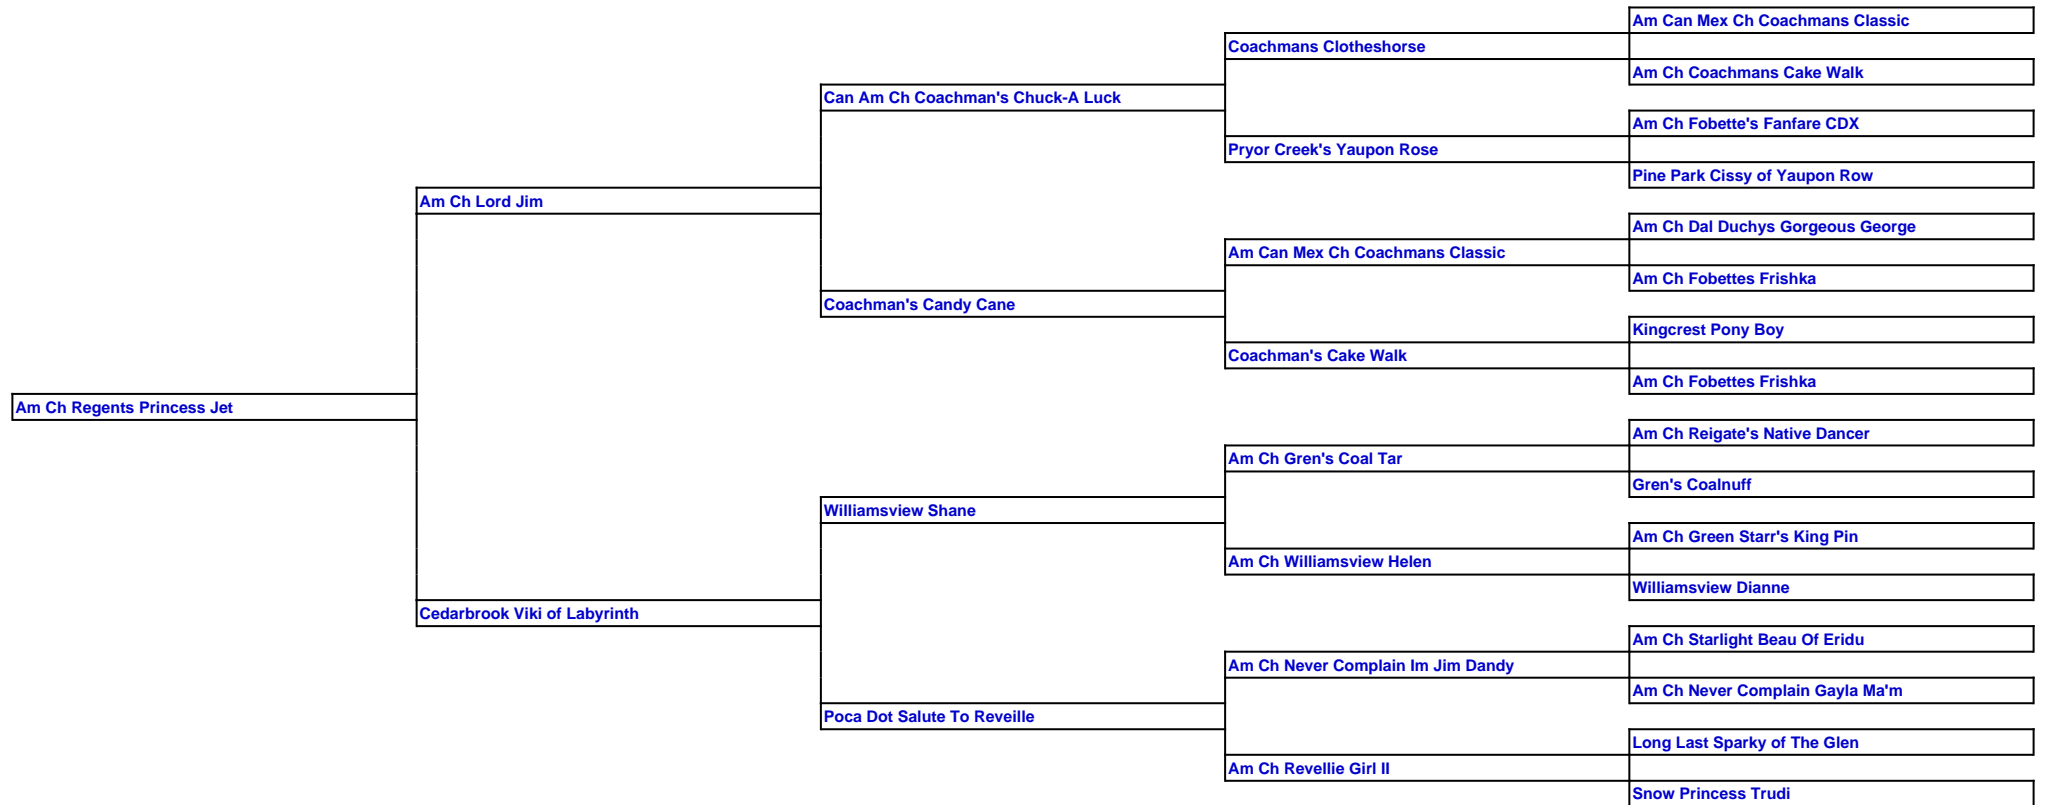 Am Can Mex Ch Coachmans Classic
Coachmans Clotheshorse
Am Ch Coachmans Cake Walk
Can Am Ch Coachman's Chuck-A Luck
Am Ch Fobette's Fanfare CDX
Pryor Creek's Yaupon Rose
Pine Park Cissy of Yaupon Row
Am Ch Lord Jim
Am Ch Dal Duchys Gorgeous George
Am Can Mex Ch Coachmans Classic
Am Ch Fobettes Frishka
Coachman's Candy Cane
Kingcrest Pony Boy
Coachman's Cake Walk
Am Ch Fobettes Frishka
Am Ch Regents Princess Jet
Am Ch Reigate's Native Dancer
Am Ch Gren's Coal Tar
Gren's Coalnuff
Williamsview Shane
Am Ch Green Starr's King Pin
Am Ch Williamsview Helen
Williamsview Dianne
Cedarbrook Viki of Labyrinth
Am Ch Starlight Beau Of Eridu
Am Ch Never Complain Im Jim Dandy
Am Ch Never Complain Gayla Ma'm
Poca Dot Salute To Reveille
Long Last Sparky of The Glen
Am Ch Revellie Girl II
Snow Princess Trudi